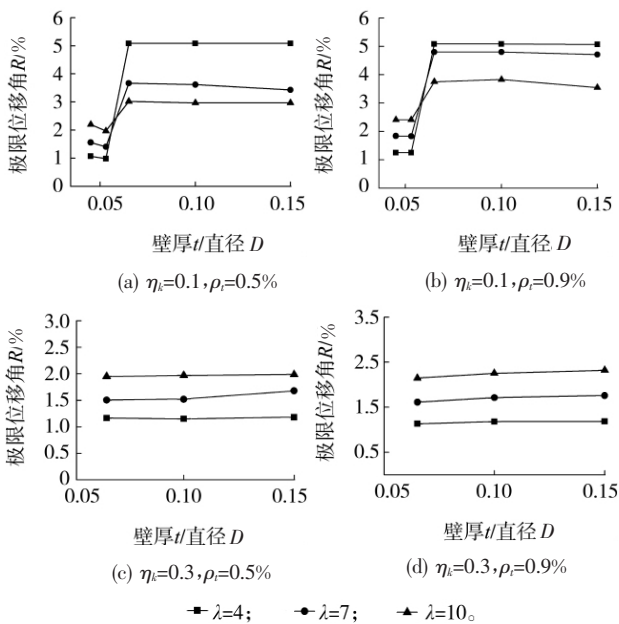 极限位移角R/%
6
5
4
3
2
1
0
0.05 0.10 0.15
壁厚t/直径 D
(a) ηk=0.1,ρt=0.5%
极限位移角R/%
6
5
4
3
2
1
0
0.05 0.10 0.15
壁厚t/直径 D
(b) ηk=0.1,ρt=0.9%
极限位移角R/%
3.0
2.5
2.0
1.5
1.0
0.5
0
0.05 0.10 0.15
壁厚t/直径 D
(c) ηk=0.3,ρt=0.5%
极限位移角R/%
3.5
2.5
1.5
0.5
0.05 0.10 0.15
壁厚t/直径 D
(d) ηk=0.3,ρt=0.9%
λ=4; λ=7; λ=10。